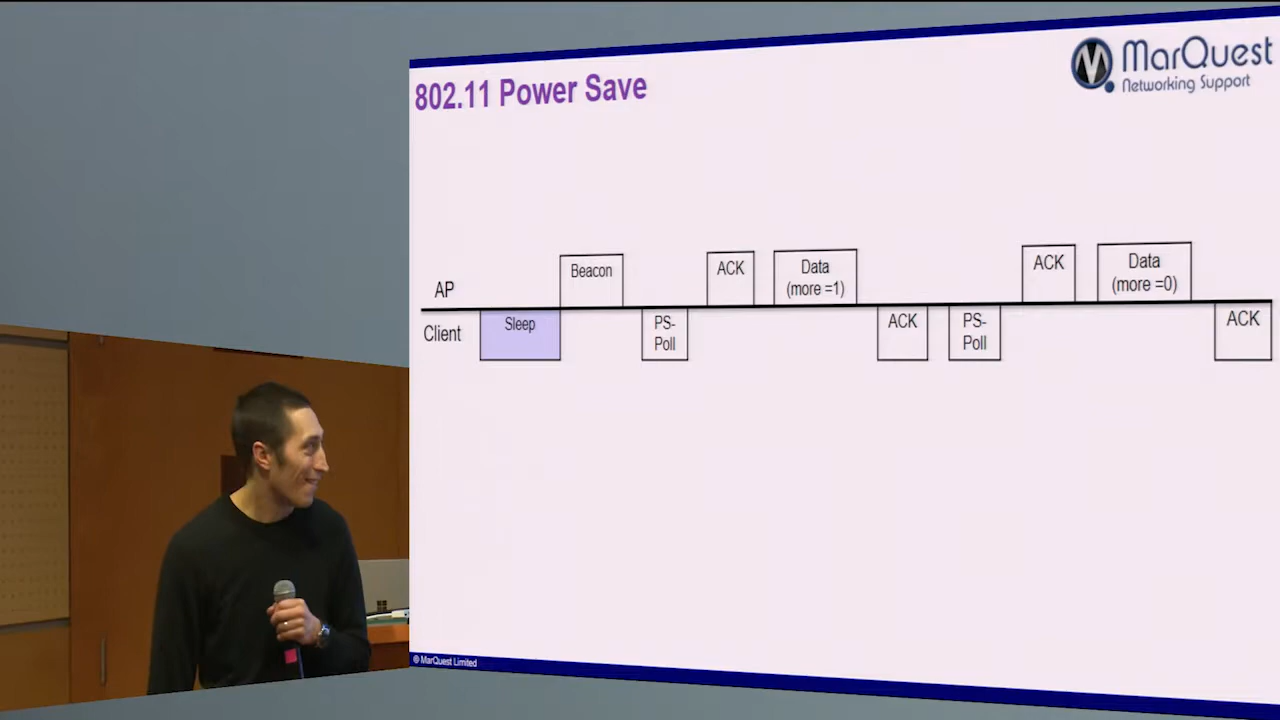 802.11 Power Save
MarQuest
Networking Support
AP
Beacon
ACK
Data
(more =1)
ACK
Data
(more =0)
Client
Sleep
PS-
Poll
ACK
PS-
Poll
ACK
© MarQuest Limited